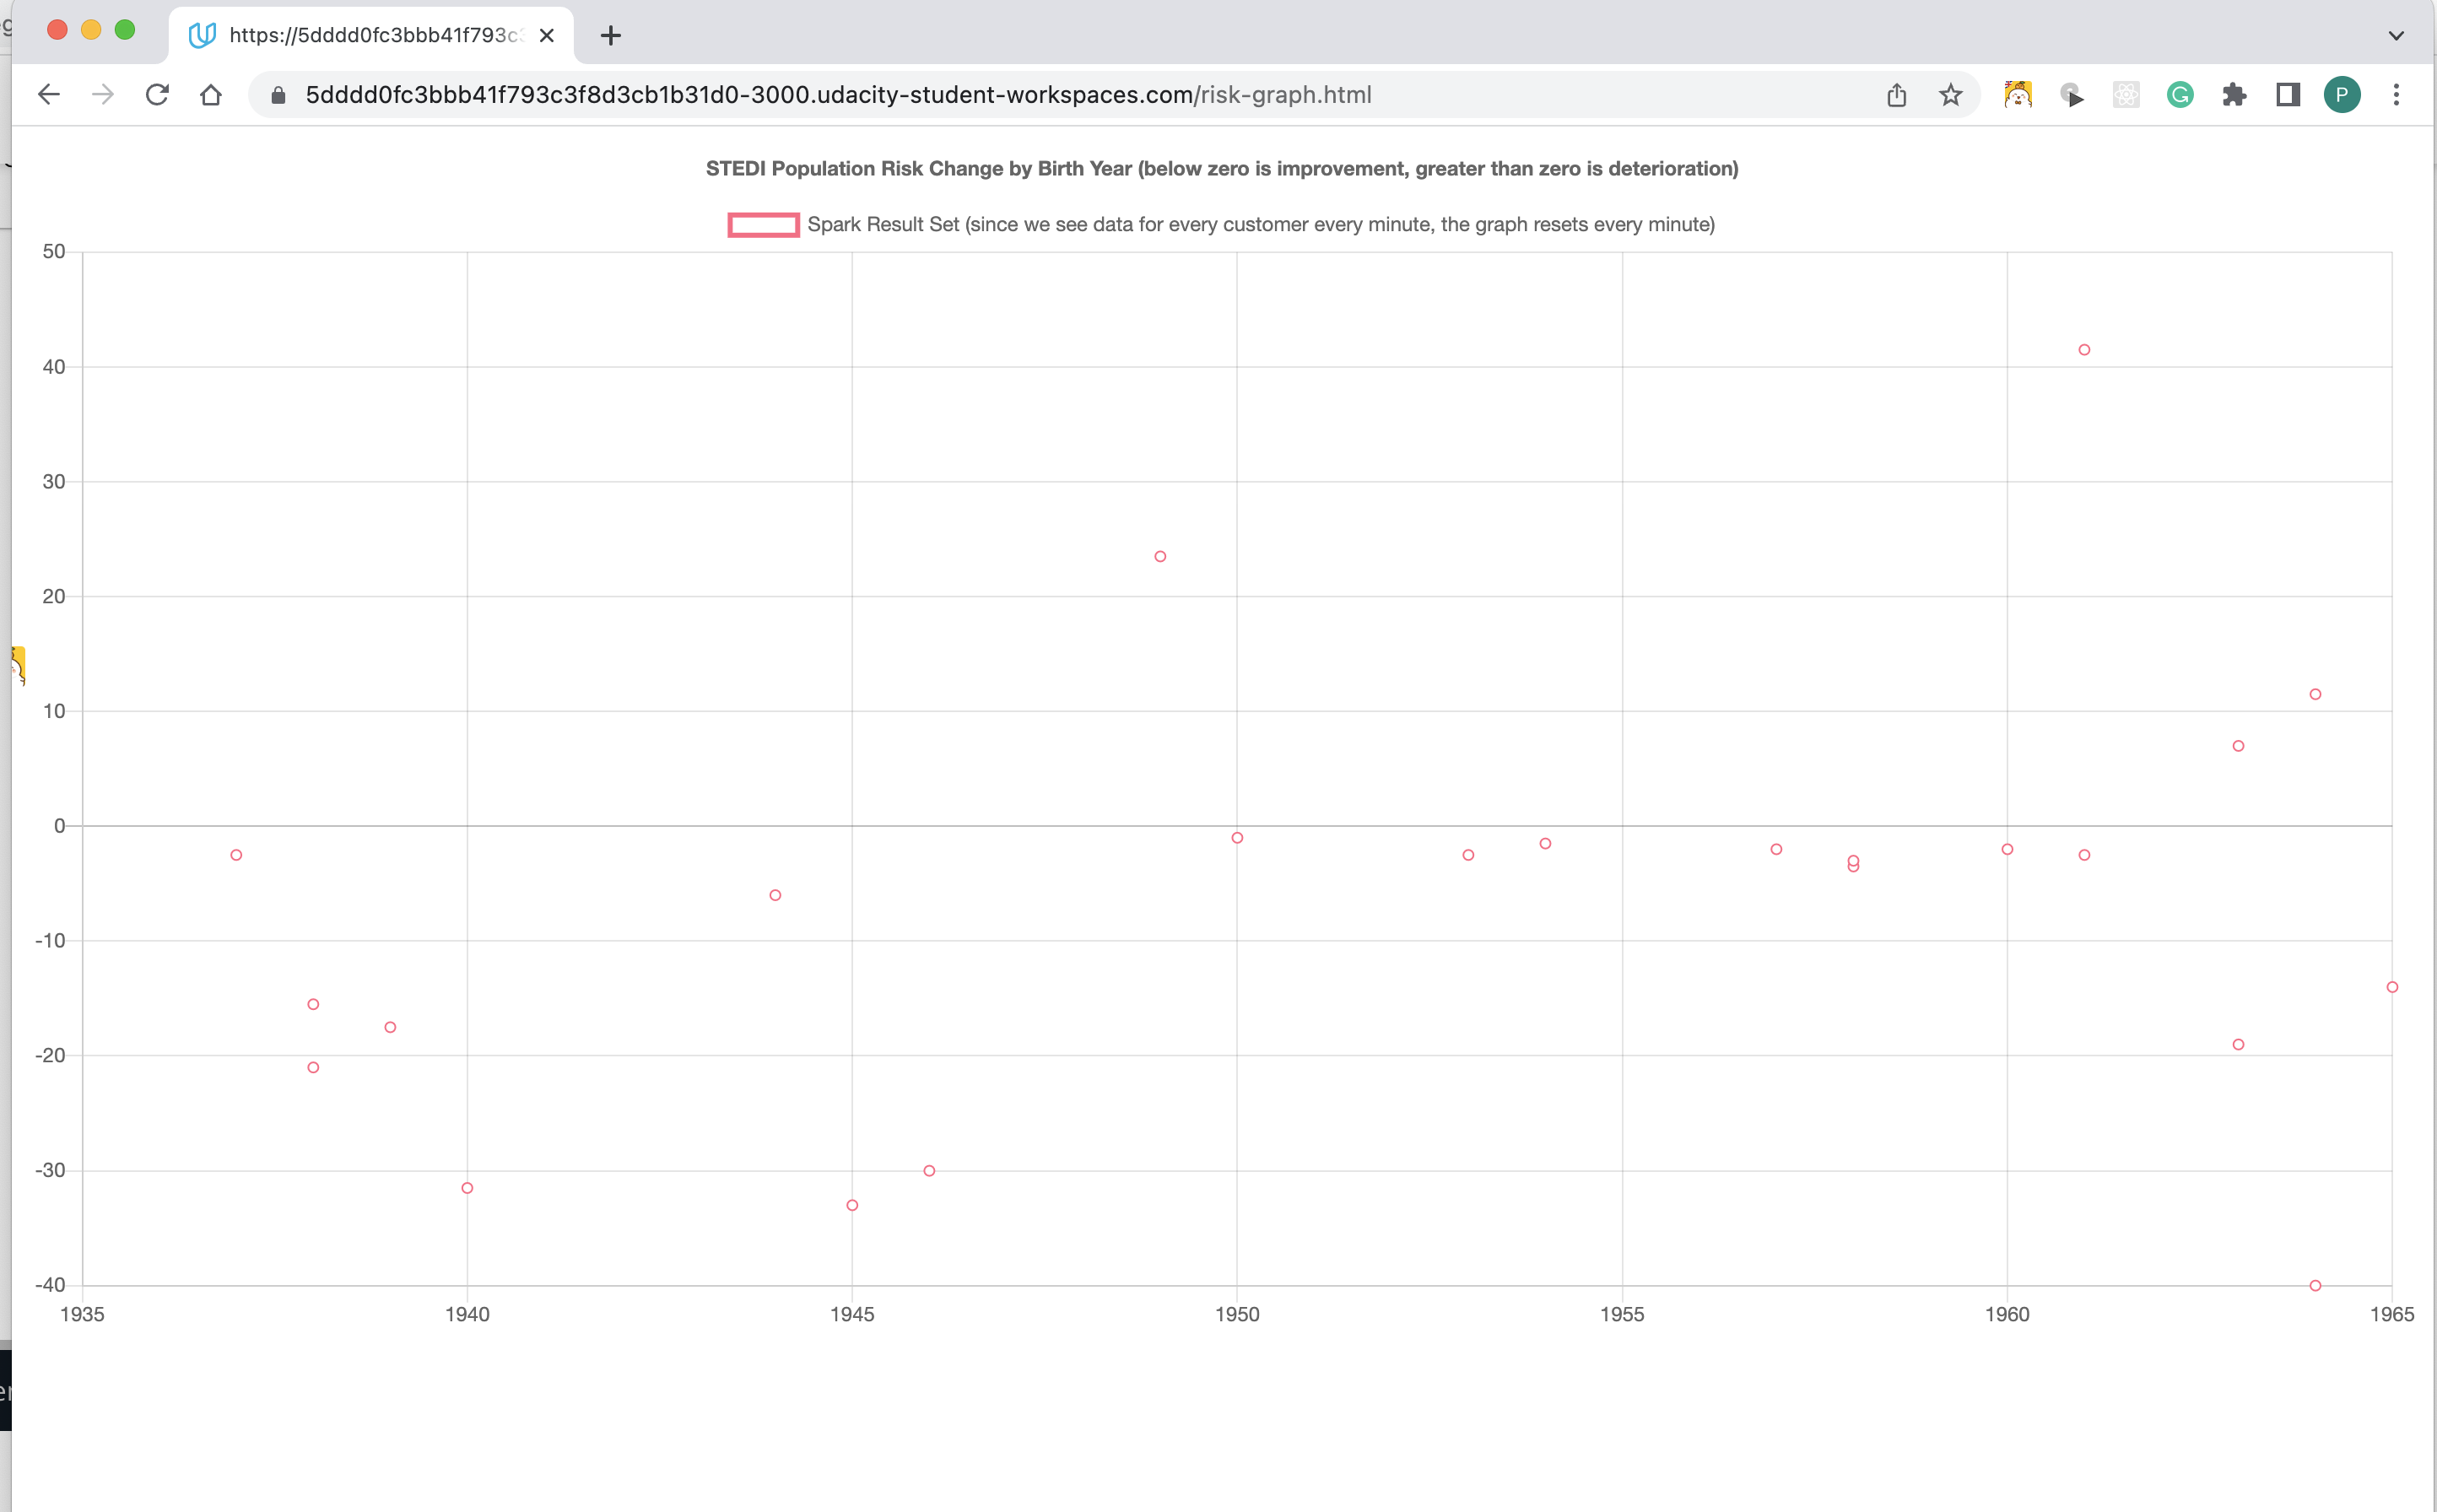 https://5dddd0fc3bbb41f793c
5dddd0fc3bbb41f793c3f8d3cb1b31d0-3000.udacity-student-workspaces.com/risk-graph.html
P
STEDI Population Risk Change by Birth Year (below zero is improvement, greater than zero is deterioration)
Spark Result Set (since we see data for every customer every minute, the graph resets every minute)
50
40
30
20
10
0
-10
-20
-30
-40
1935 1940 1945 1950 1955 1960 1965